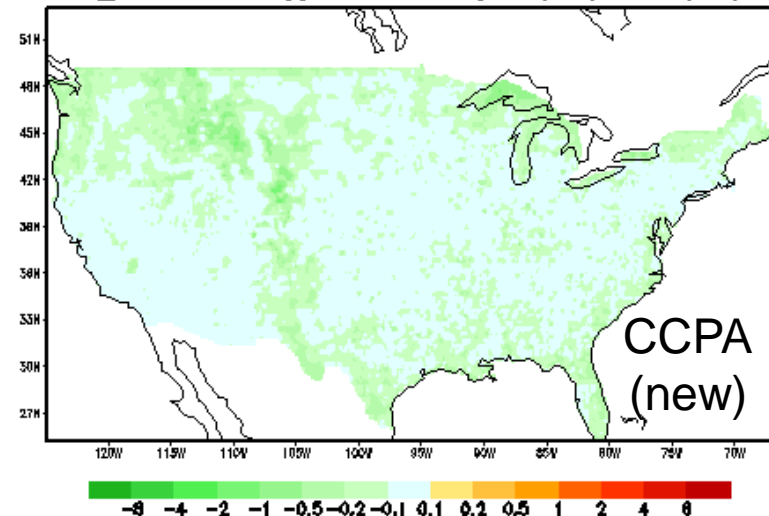 51N
48N
45N
42N
39N
36N
33N
30N
27N
CCPA
(new)
120W 115W 110W 105W 100W 95W 90W 85W 80W 75W 70W
-8 -4 -2 -1 -0.5 -0.2 -0.1 0.1 0.2 0.5 1 2 4 8